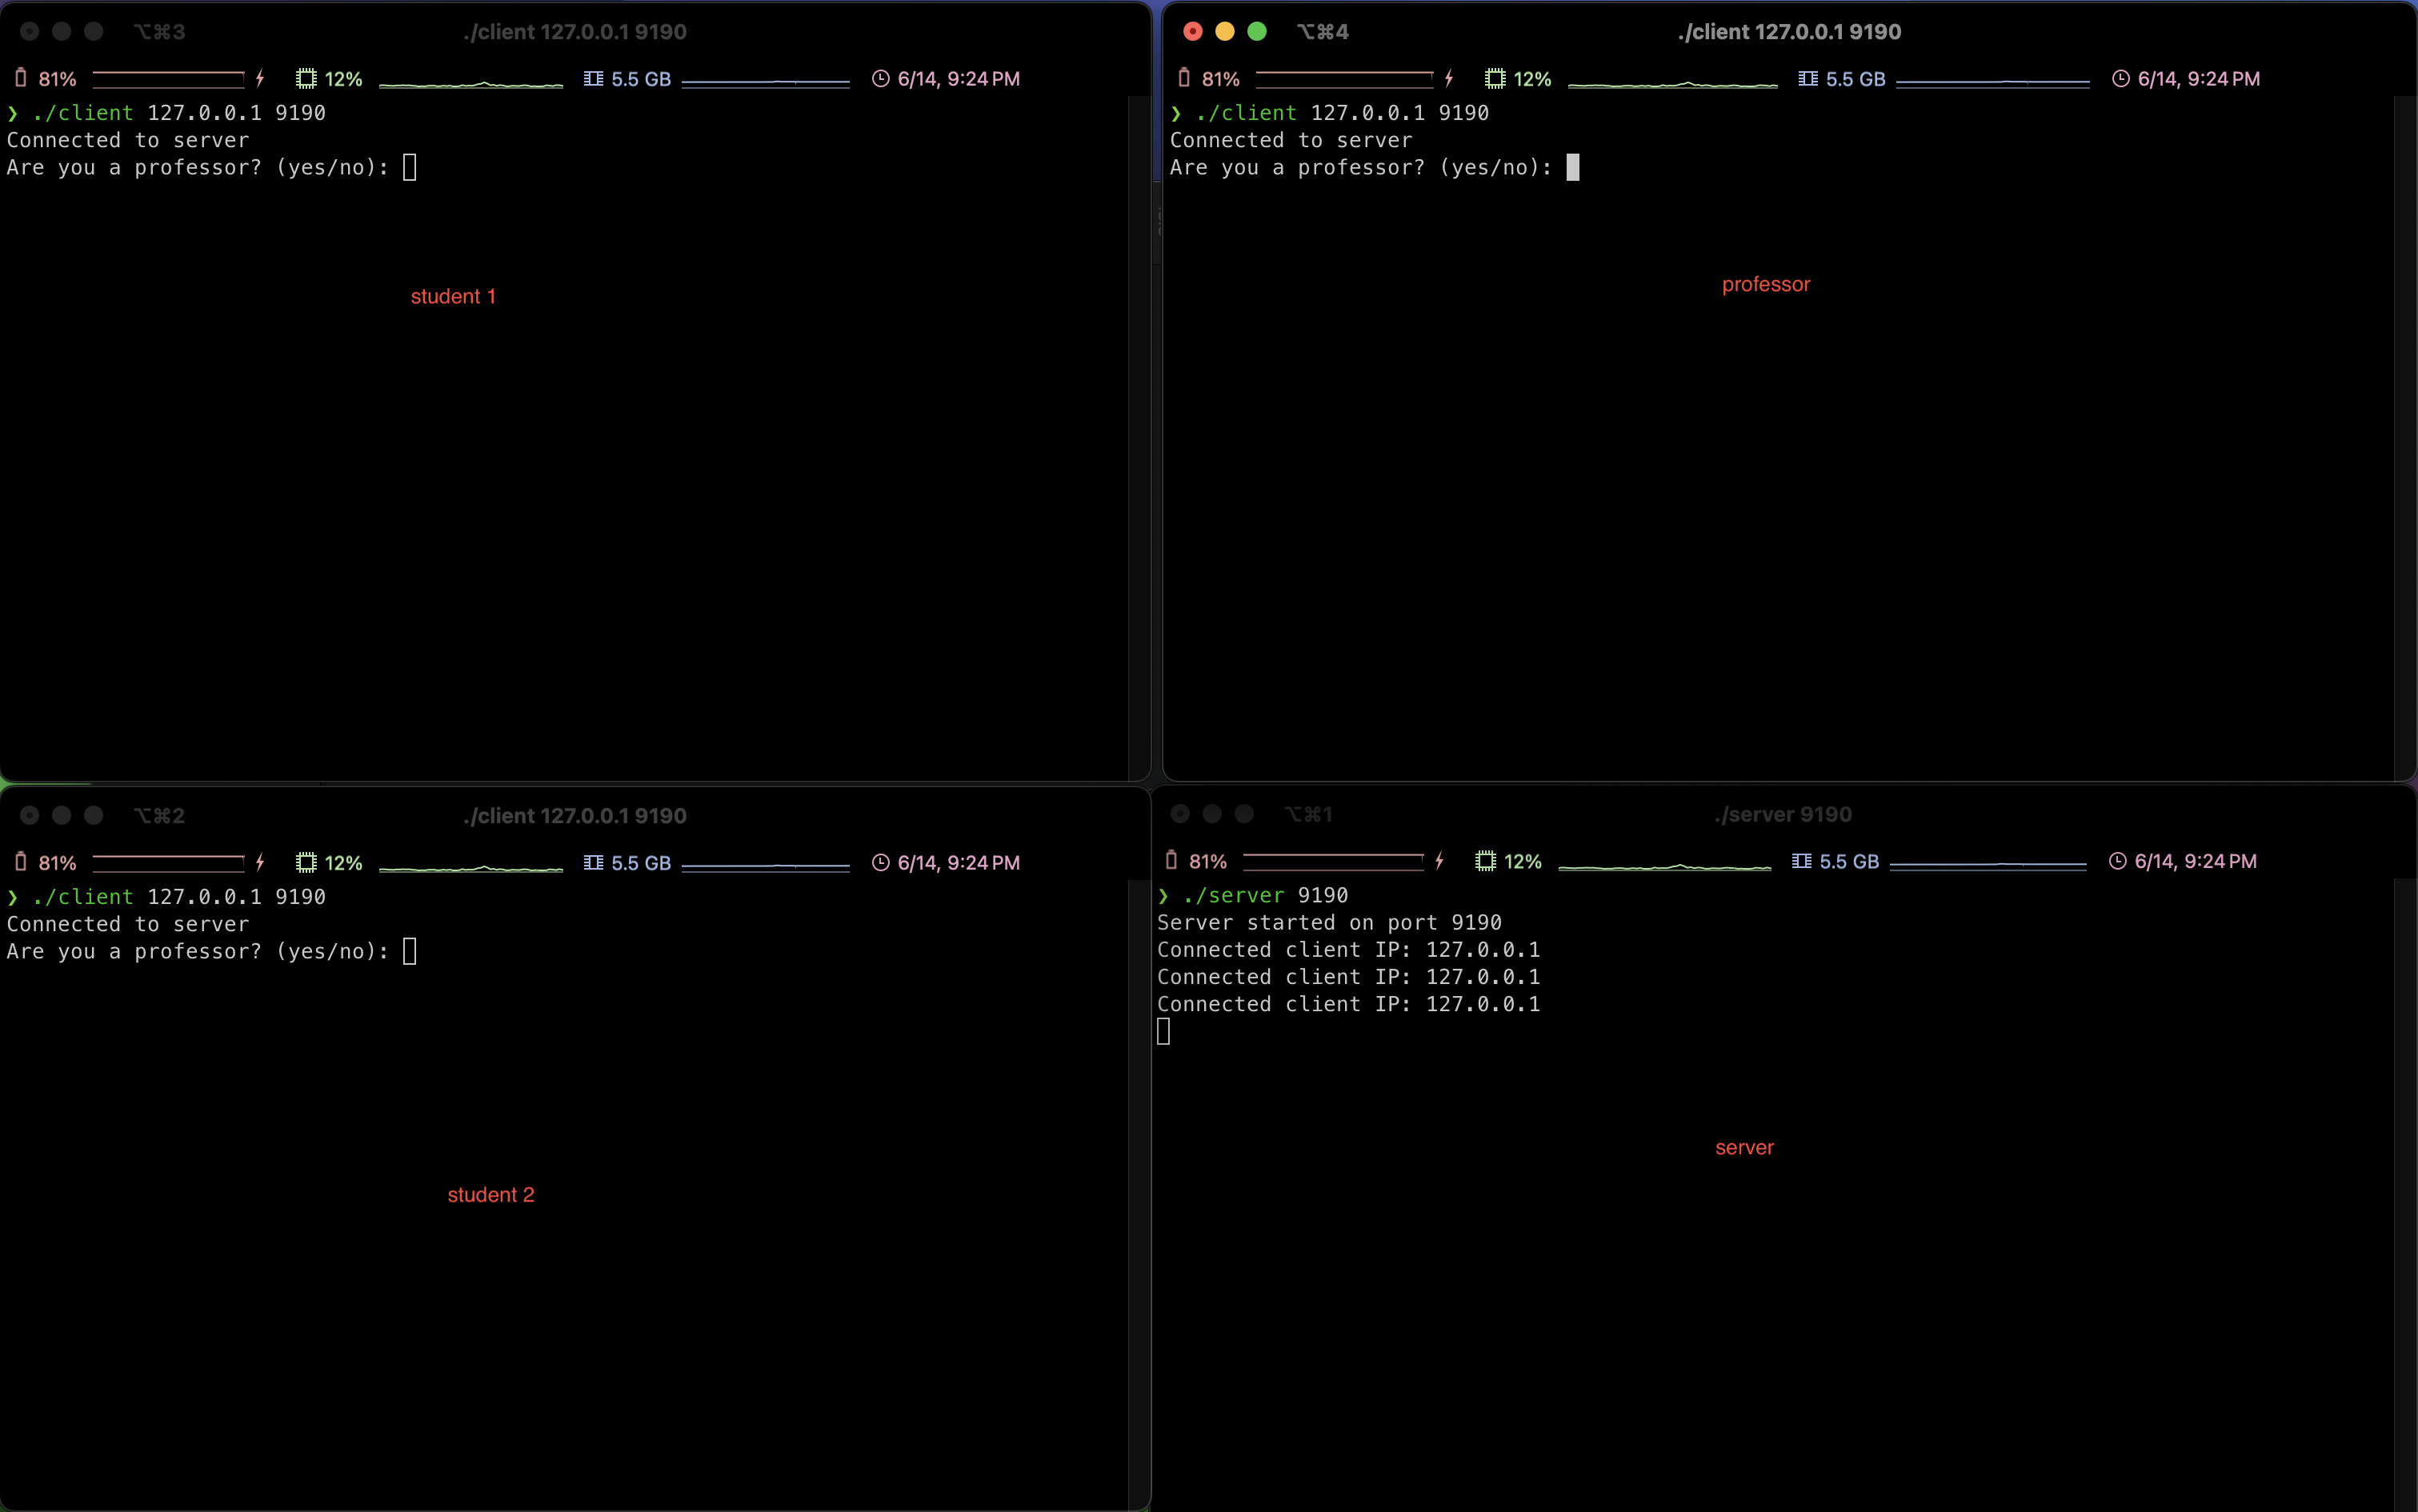 ⌥⌘3 ./client 127.0.0.1 9190
81% 12% 5.5 GB 6/14, 9:24 PM
❯ ./client 127.0.0.1 9190
Connected to server
Are you a professor? (yes/no):
student 1
⌥⌘4 ./client 127.0.0.1 9190
81% 12% 5.5 GB 6/14, 9:24 PM
❯ ./client 127.0.0.1 9190
Connected to server
Are you a professor? (yes/no):
professor
⌥⌘2 ./client 127.0.0.1 9190
81% 12% 5.5 GB 6/14, 9:24 PM
❯ ./client 127.0.0.1 9190
Connected to server
Are you a professor? (yes/no):
student 2
⌥⌘1 ./server 9190
81% 12% 5.5 GB 6/14, 9:24 PM
❯ ./server 9190
Server started on port 9190
Connected client IP: 127.0.0.1
Connected client IP: 127.0.0.1
Connected client IP: 127.0.0.1
server